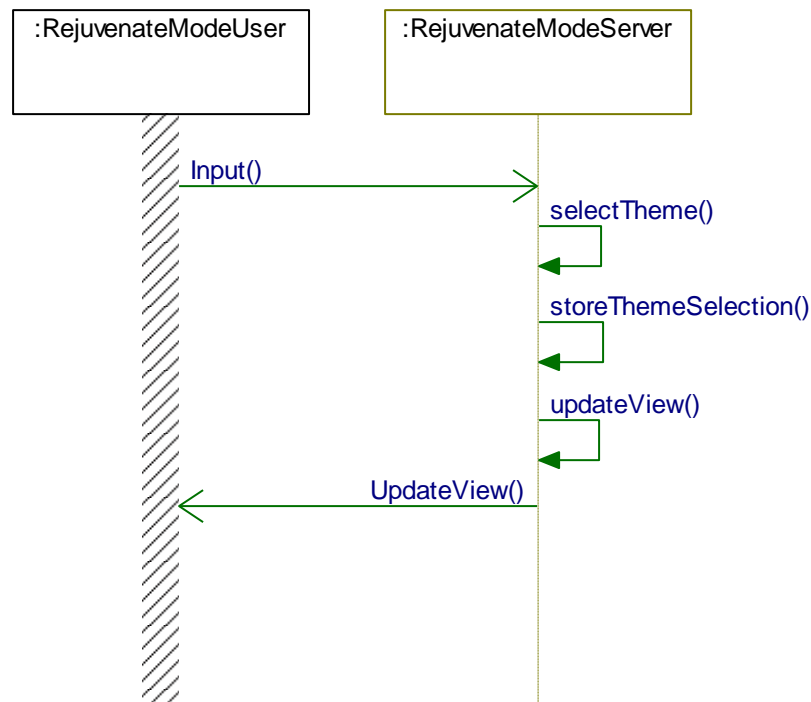 :RejuvenateModeUser
:RejuvenateModeServer
Input()
selectTheme()
storeThemeSelection()
updateView()
UpdateView()